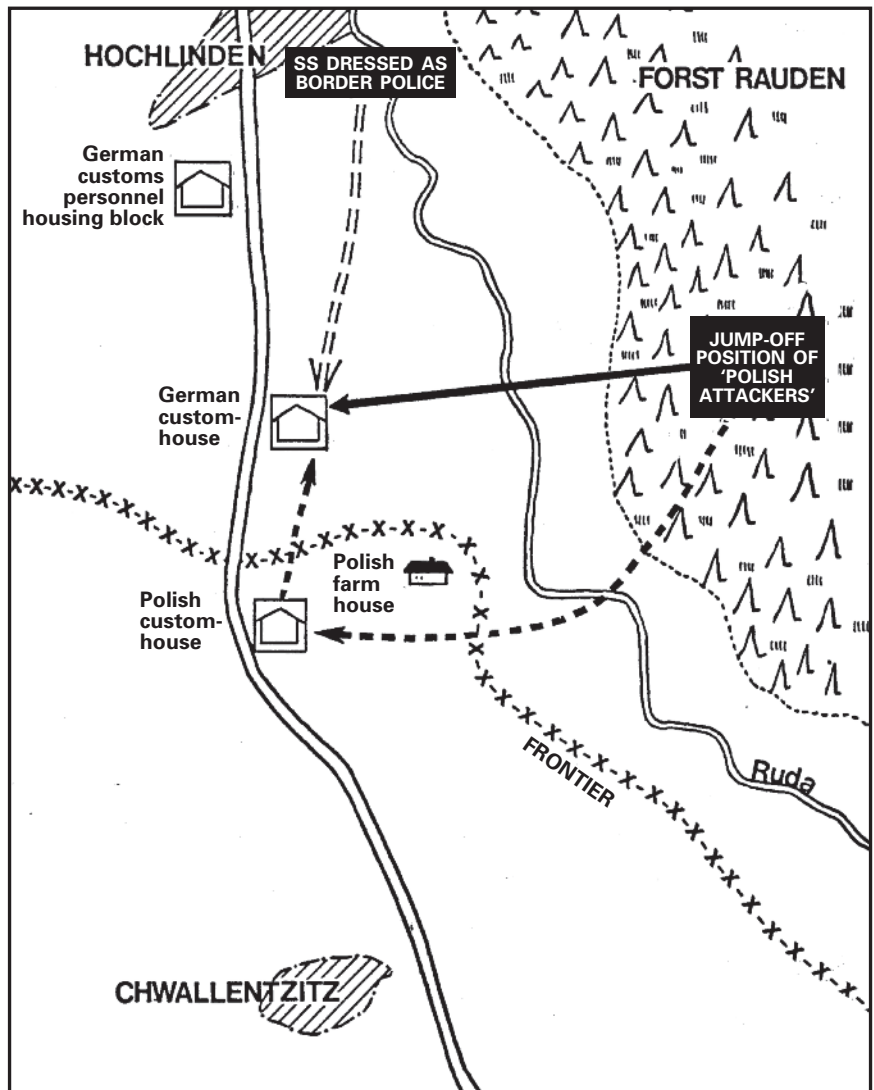 HOCHLINDEN
SS DRESSED AS
BORDER POLICE
FORST RAUDEN
German
customs
personnel
housing block
JUMP-OFF
POSITION OF
‘POLISH
ATTACKERS’
German
custom-
house
Polish
farm
house
Polish
custom-
house
FRONTIER
Ruda
CHWALLENTZITZ